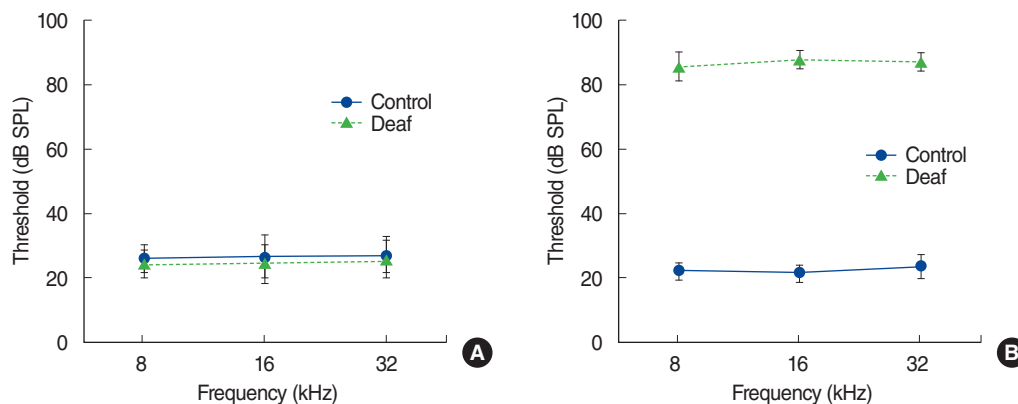 100
80
60
40
20
0
Threshold (dB SPL)
Control
Deaf
8
16
32
Frequency (kHz)
A
100
80
60
40
20
0
Threshold (dB SPL)
Control
Deaf
8
16
32
Frequency (kHz)
B